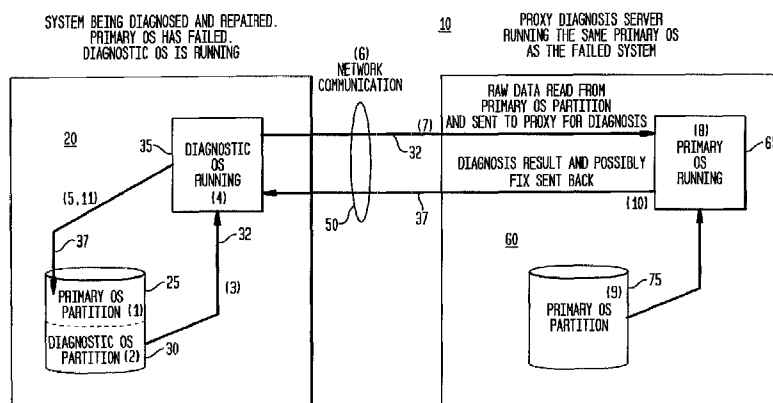 SYSTEM BEING DIAGNOSED AND REPAIRED.
PRIMARY OS HAS FAILED.
DIAGNOSTIC OS IS RUNNING
10
PROXY DIAGNOSIS SERVER
RUNNING THE SAME PRIMARY OS
AS THE FAILED SYSTEM
(6)
NETWORK
COMMUNICATION
20
35
DIAGNOSTIC
OS
RUNNING
(4)
(5,11)
37
32
(3)
25
PRIMARY OS
PARTITION (1)
DIAGNOSTIC OS
PARTITION (2)
30
50
RAW DATA READ FROM
PRIMARY OS PARTITION
(7) AND SENT TO PROXY FOR DIAGNOSIS
32
DIAGNOSIS RESULT AND POSSIBLY
FIX SENT BACK
37
(10)
(8)
PRIMARY
OS
RUNNING
60
(9)
75
PRIMARY OS
PARTITION